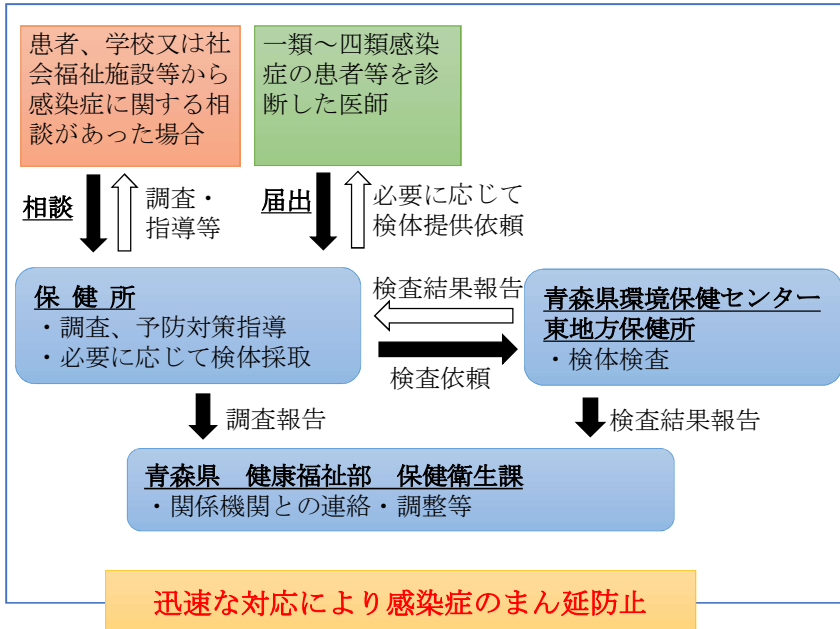 患者、学校又は社
会福祉施設等から
感染症に関する相
談があった場合
一類～四類感染
症の患者等を診
断した医師
相談
調査・
指導等
届出
必要に応じて
検体提供依頼
保 健 所
・調査、予防対策指導
・必要に応じて検体採取
検査結果報告
検査依頼
青森県環境保健センター
東地方保健所
・検体検査
調査報告
検査結果報告
青森県　健康福祉部　保健衛生課
・関係機関との連絡・調整等
迅速な対応により感染症のまん延防止